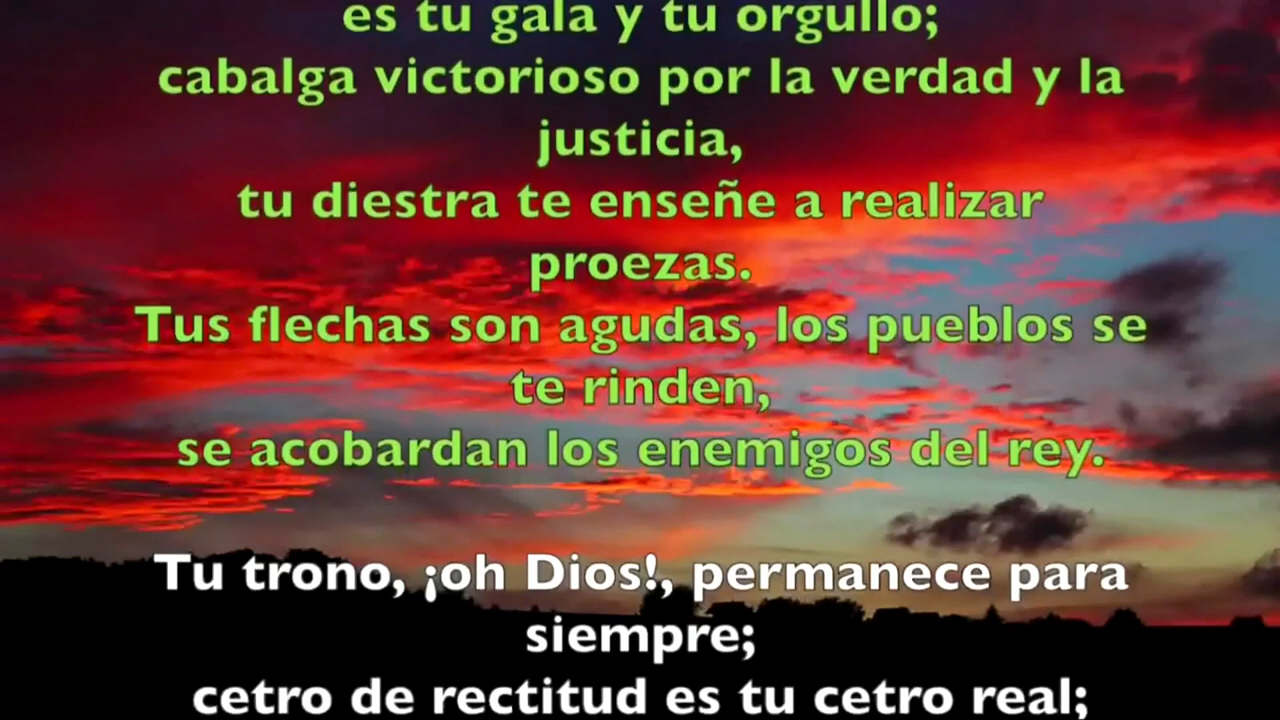 es tu gala y tu orgullo;
cabalga victorioso por la verdad y la
justicia,
tu diestra te enseñe a realizar
proezas.
Tus flechas son agudas, los pueblos se
te rinden,
se acobardan los enemigos del rey.
Tu trono, ¡oh Dios!, permanece para
siempre;
cetro de rectitud es tu cetro real;